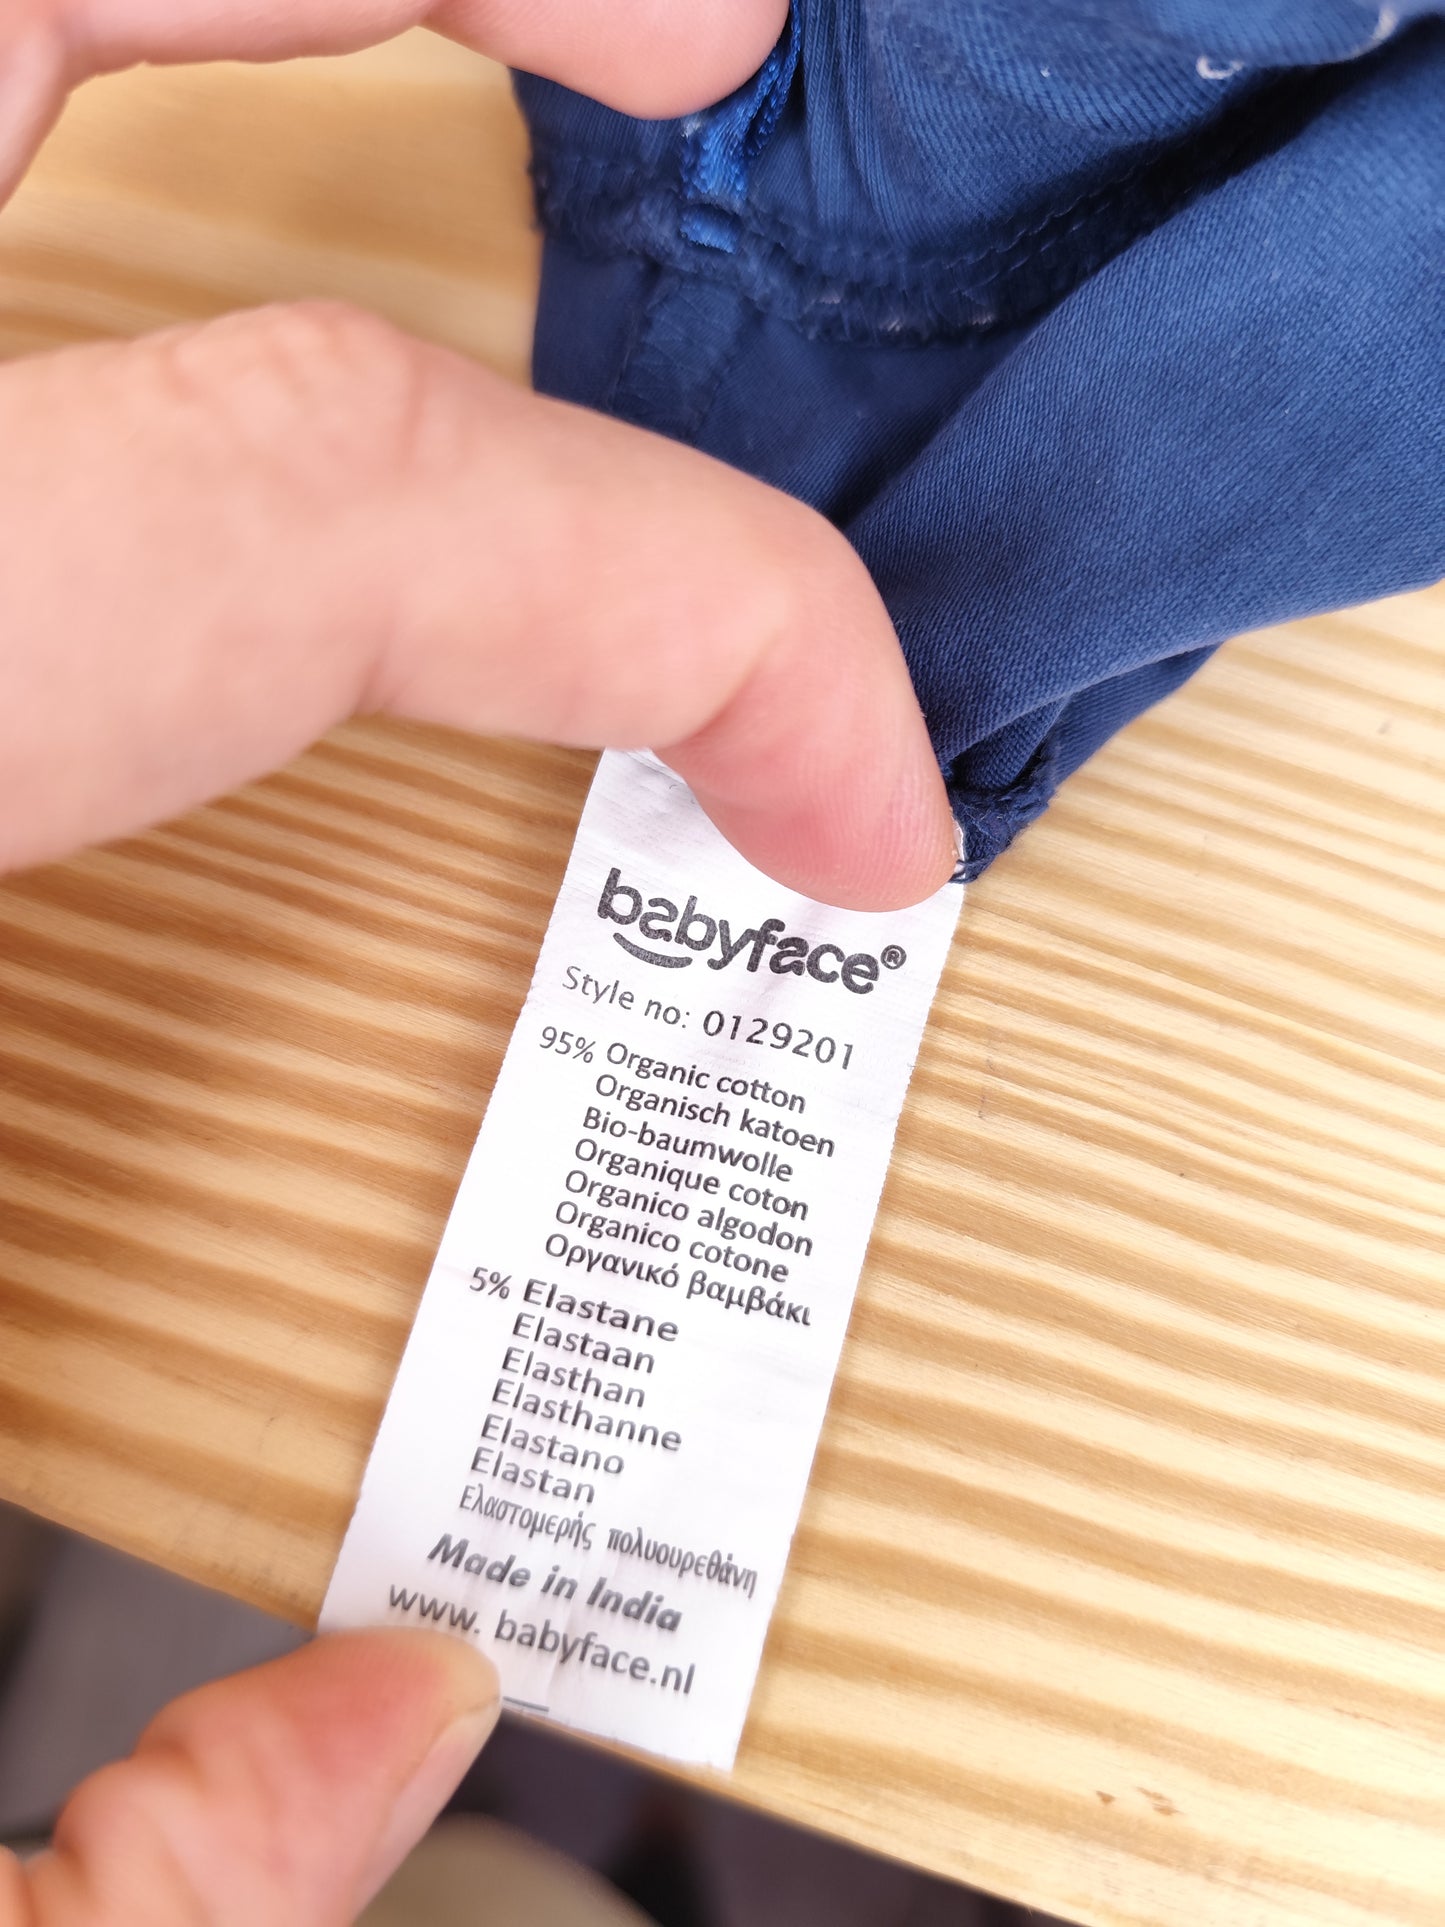 babyface®
Style no: 0129201
95% Organic cotton
Organisch katoen
Bio-baumwolle
Organique coton
Organico algodon
Organico cotone
Οργανικό βαμβάκι
5% Elastane
Elastaan
Elasthan
Elasthanne
Elastano
Elastan
Ελαστομερής πολυουρεθάνη
Made in India
www. babyface.nl